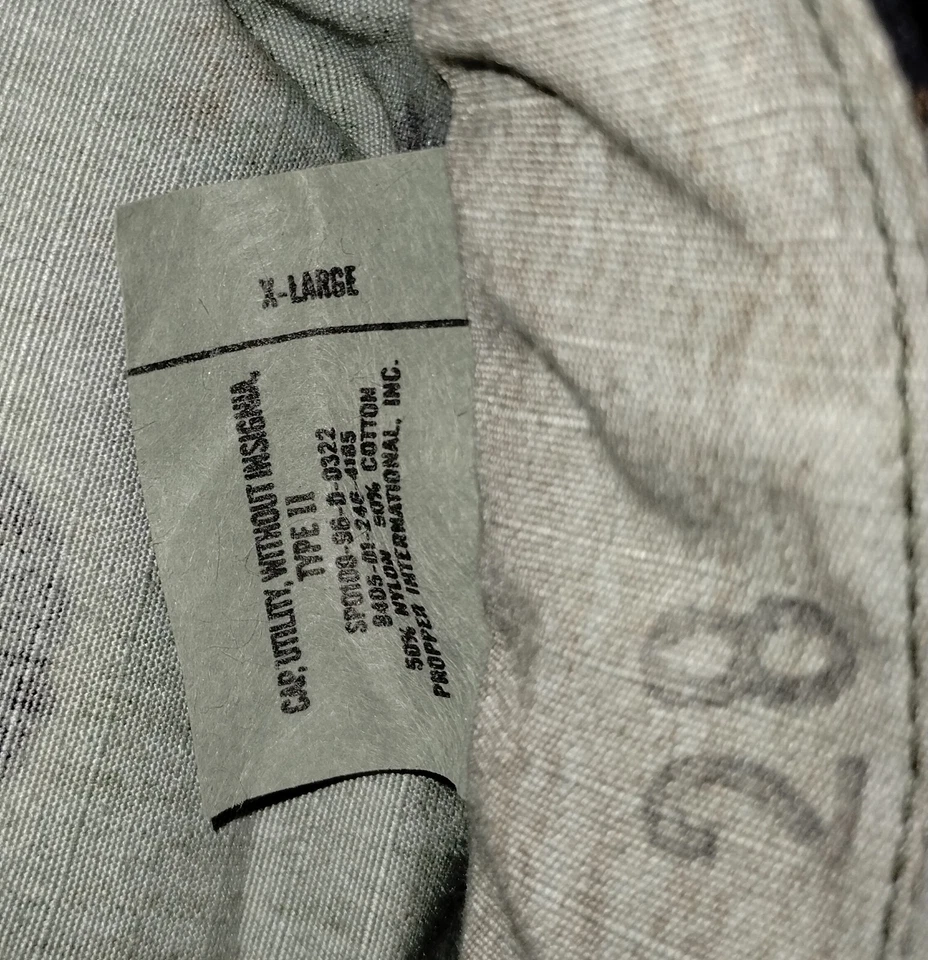 X-LARGE
CAP, UTILITY, WITHOUT INSIGNIA,
TYPE II
SPO100-96-D-0322
8405-01-246-4185
50% NYLON 50% COTTON
PROPPER INTERNATIONAL, INC.
28